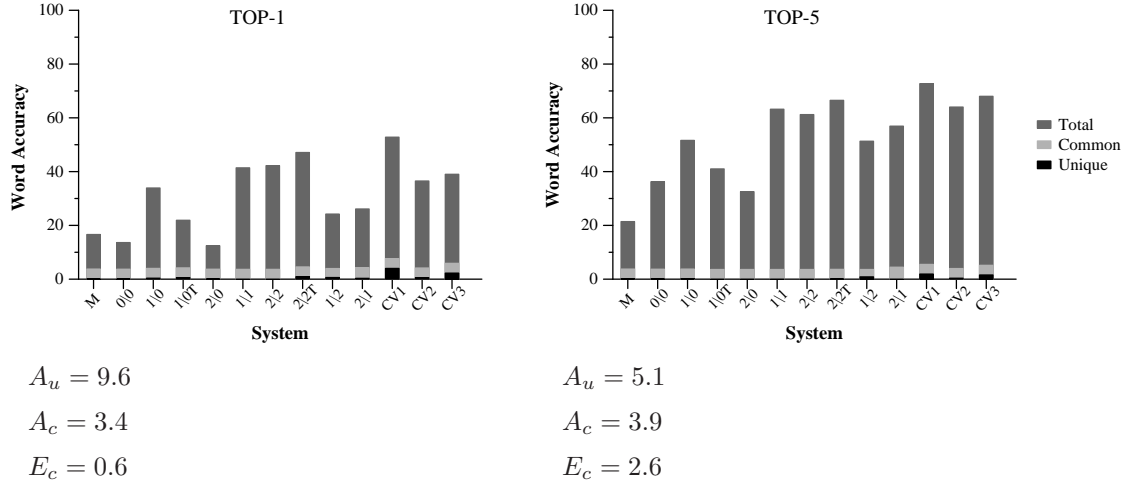 TOP-1
100
80
60
40
20
0
Word Accuracy
M 0|0 1|0 1|0T 2|0 1|1 2|2 2|2T 1|2 2|1 CV1 CV2 CV3
System
A_u = 9.6
A_c = 3.4
E_c = 0.6
TOP-5
100
80
60
40
20
0
Word Accuracy
M 0|0 1|0 1|0T 2|0 1|1 2|2 2|2T 1|2 2|1 CV1 CV2 CV3
System
Total
Common
Unique
A_u = 5.1
A_c = 3.9
E_c = 2.6